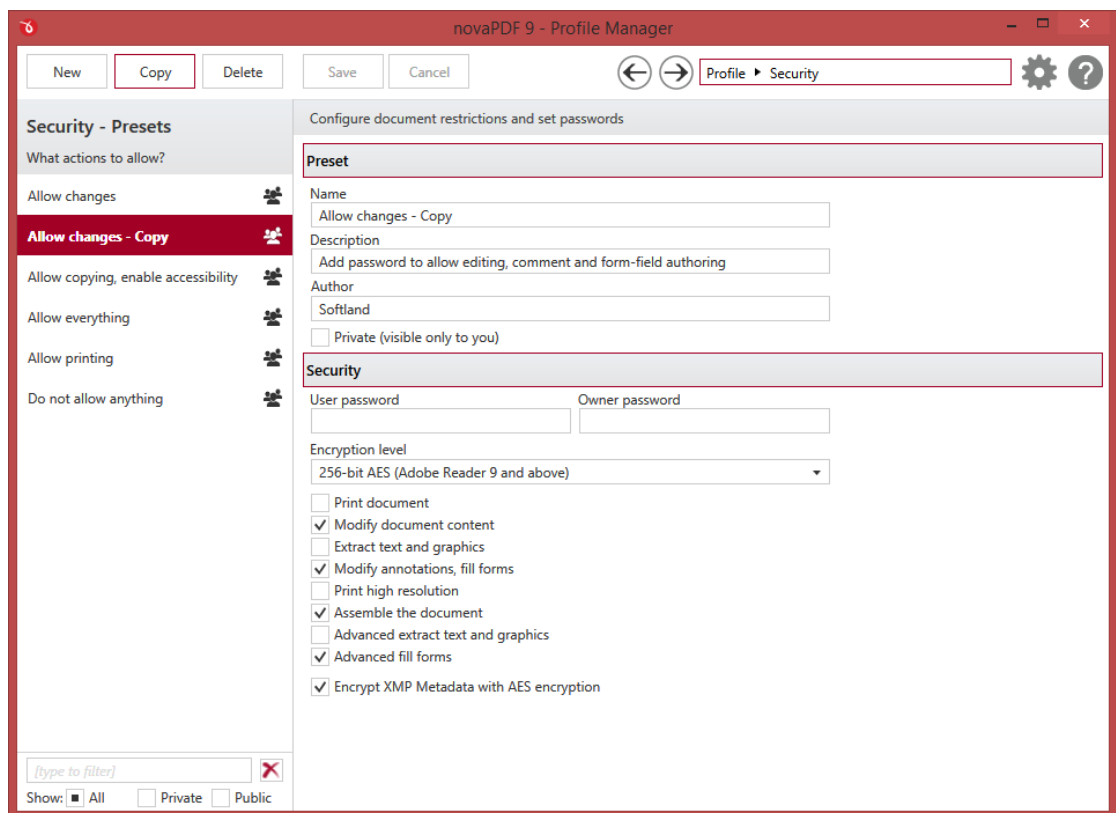 novaPDF 9 - Profile Manager
New Copy Delete Save Cancel Profile Security
Security - Presets
What actions to allow?
Allow changes
Allow changes - Copy
Allow copying, enable accessibility
Allow everything
Allow printing
Do not allow anything
[type to filter]
Show: All Private Public
Configure document restrictions and set passwords
Preset
Name
Allow changes - Copy
Description
Add password to allow editing, comment and form-field authoring
Author
Softland
Private (visible only to you)
Security
User password Owner password
Encryption level
256-bit AES (Adobe Reader 9 and above)
Print document
Modify document content
Extract text and graphics
Modify annotations, fill forms
Print high resolution
Assemble the document
Advanced extract text and graphics
Advanced fill forms
Encrypt XMP Metadata with AES encryption